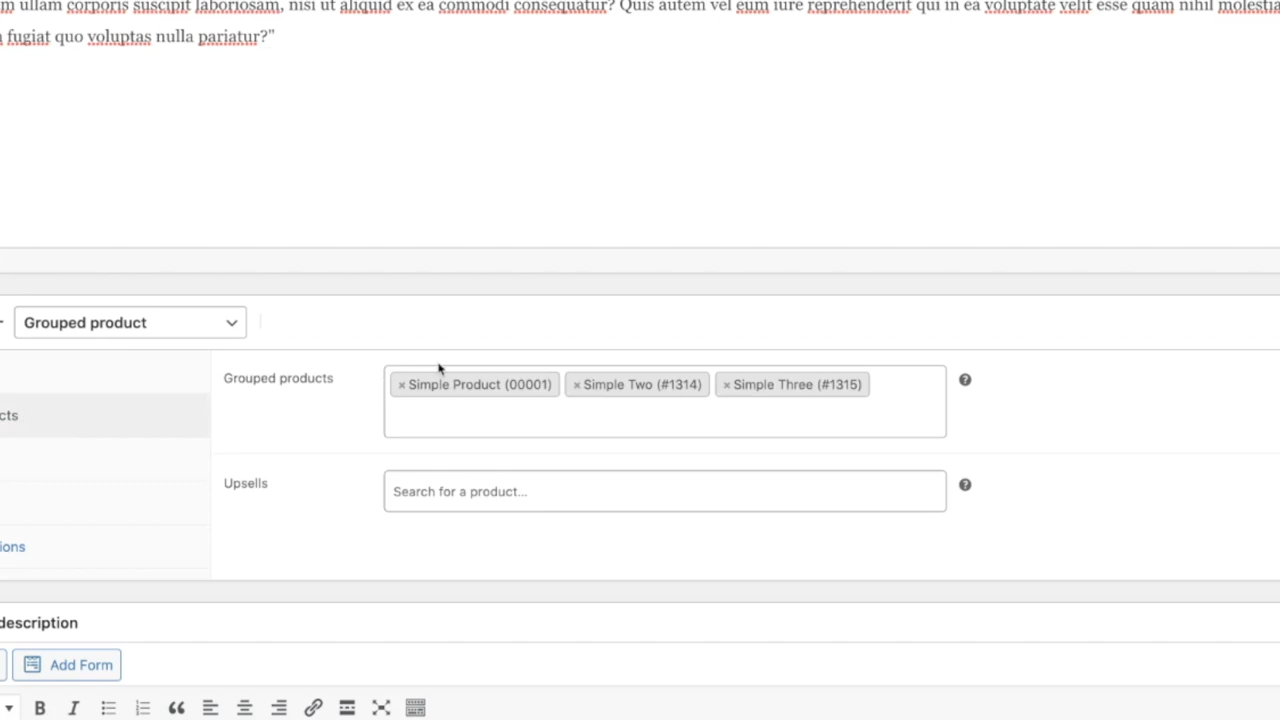 m ullam corporis suscipit laboriosam, nisi ut aliquid ex ea commodi consequatur? Quis autem vel eum iure reprehenderit qui in ea voluptate velit esse quam nihil molestia
fugiat quo voluptas nulla pariatur?"
Grouped product
Grouped products
× Simple Product (00001) × Simple Two (#1314) × Simple Three (#1315)
cts
Upsells
Search for a product...
ions
description
Add Form
B I